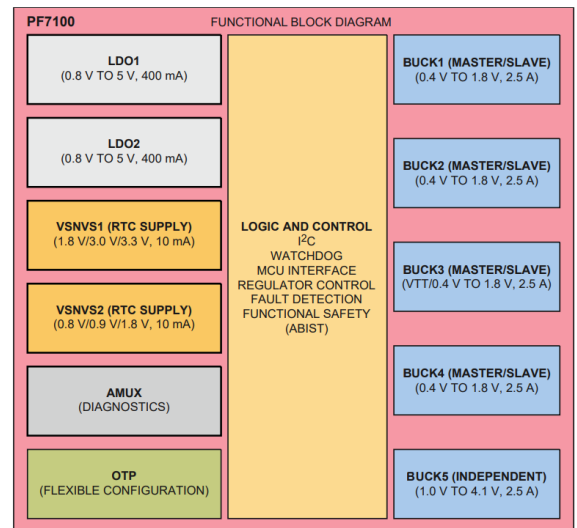 PF7100
FUNCTIONAL BLOCK DIAGRAM
LDO1
(0.8 V TO 5 V, 400 mA)
LDO2
(0.8 V TO 5 V, 400 mA)
VSNVS1 (RTC SUPPLY)
(1.8 V/3.0 V/3.3 V, 10 mA)
VSNVS2 (RTC SUPPLY)
(0.8 V/0.9 V/1.8 V, 10 mA)
AMUX
(DIAGNOSTICS)
OTP
(FLEXIBLE CONFIGURATION)
LOGIC AND CONTROL
I²C
WATCHDOG
MCU INTERFACE
REGULATOR CONTROL
FAULT DETECTION
FUNCTIONAL SAFETY
(ABIST)
BUCK1 (MASTER/SLAVE)
(0.4 V TO 1.8 V, 2.5 A)
BUCK2 (MASTER/SLAVE)
(0.4 V TO 1.8 V, 2.5 A)
BUCK3 (MASTER/SLAVE)
(VTT/0.4 V TO 1.8 V, 2.5 A)
BUCK4 (MASTER/SLAVE)
(0.4 V TO 1.8 V, 2.5 A)
BUCK5 (INDEPENDENT)
(1.0 V TO 4.1 V, 2.5 A)